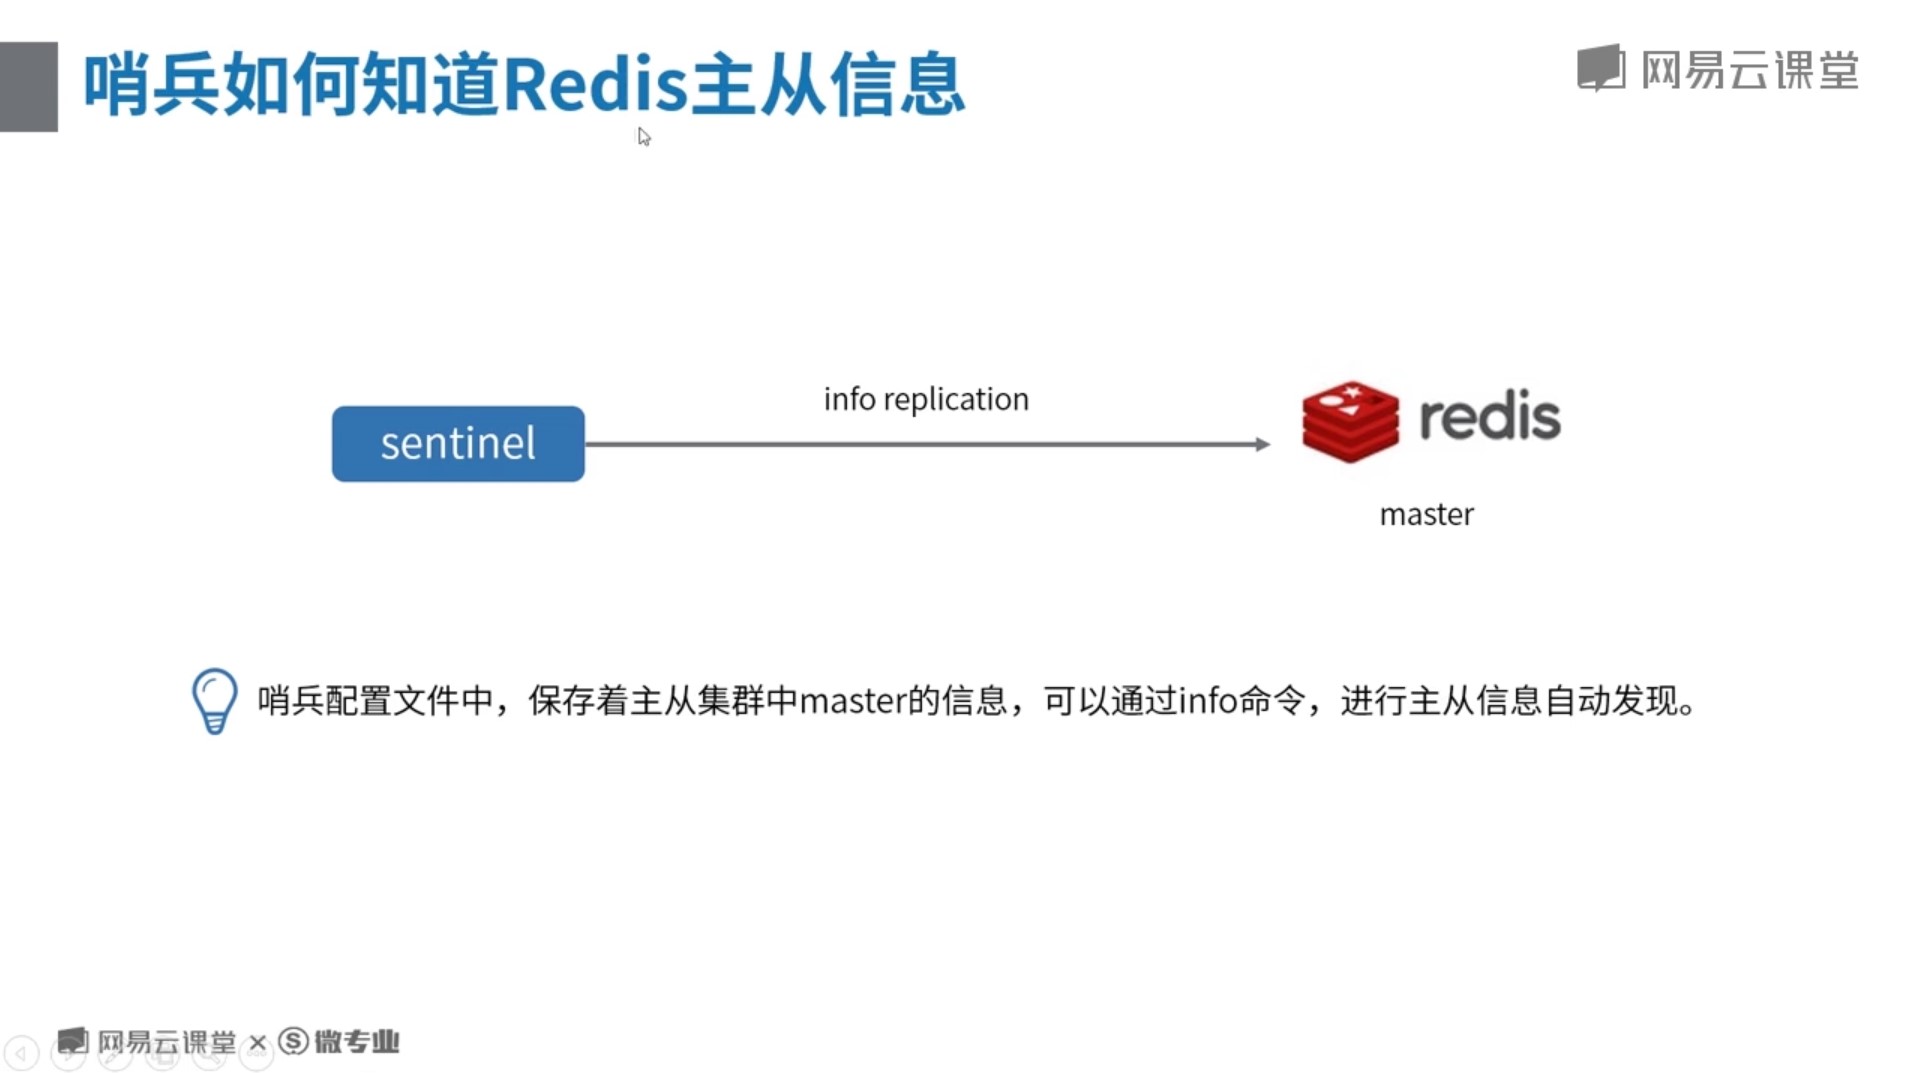 哨兵如何知道Redis主从信息
网易云课堂
info replication
sentinel
redis
master
哨兵配置文件中，保存着主从集群中master的信息，可以通过info命令，进行主从信息自动发现。
网易云课堂 × 微专业